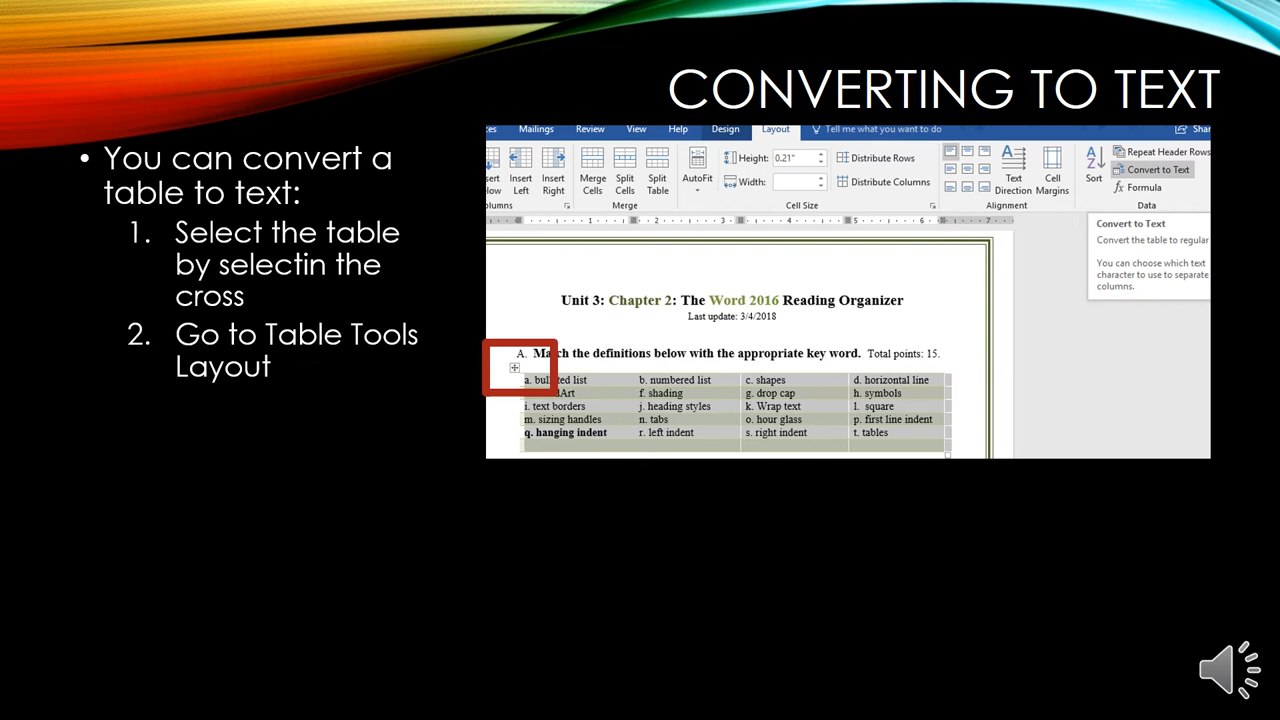 CONVERTING TO TEXT
• You can convert a
table to text:
1. Select the table
by selectin the
cross
2. Go to Table Tools
Layout
Mailings Review View Help Design Layout Tell me what you want to do
Insert Left
Insert Right
Merge Cells
Split Cells
Split Table
AutoFit
Height: 0.21"
Width:
Distribute Rows
Distribute Columns
Text Direction
Cell Margins
Sort
Repeat Header Rows
Convert to Text
Formula
Merge Cell Size Alignment Data
1 2 3 4 5 6 7
Convert to Text
Convert the table to regular
You can choose which text
character to use to separate
columns.
Unit 3: Chapter 2: The Word 2016 Reading Organizer
Last update: 3/4/2018
A. Match the definitions below with the appropriate key word. Total points: 15.
a. bulleted list b. numbered list c. shapes d. horizontal line
f. shading g. drop cap h. symbols
i. text borders j. heading styles k. Wrap text l. square
m. sizing handles n. tabs o. hour glass p. first line indent
q. hanging indent r. left indent s. right indent t. tables